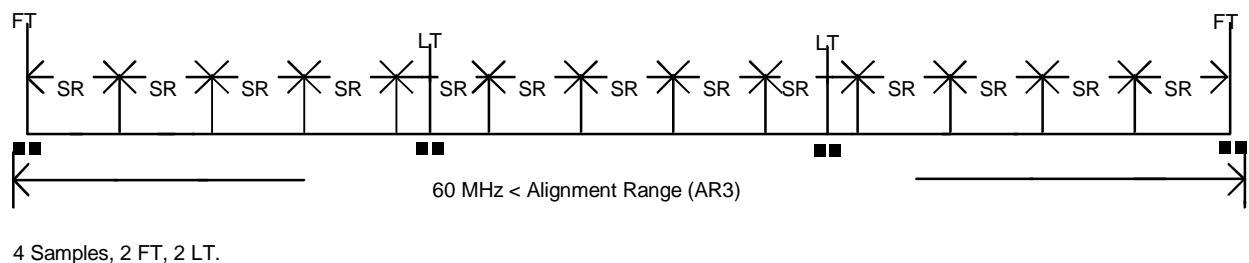 FT FT
LT LT
SR SR SR SR SR SR SR SR SR SR SR SR SR
60 MHz < Alignment Range (AR3)
4 Samples, 2 FT, 2 LT.